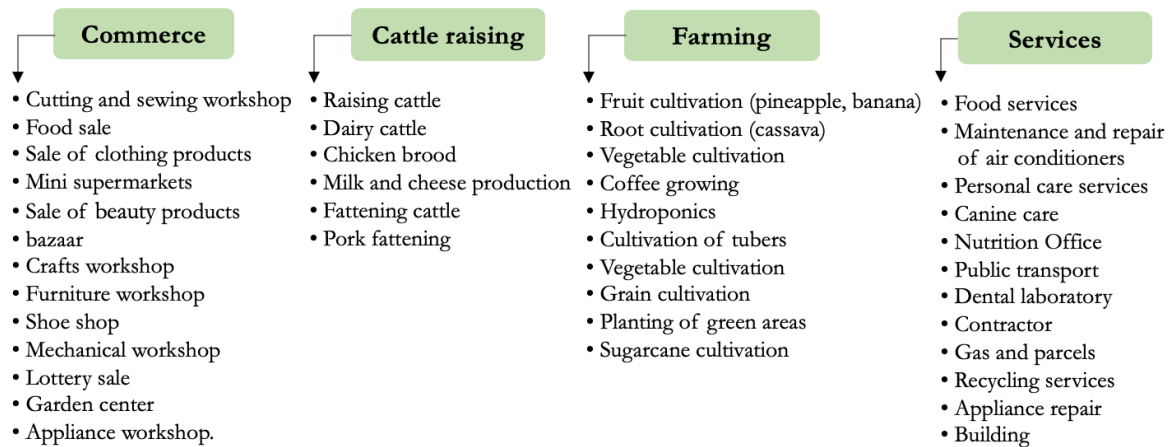 Commerce
• Cutting and sewing workshop
• Food sale
• Sale of clothing products
• Mini supermarkets
• Sale of beauty products
• bazaar
• Crafts workshop
• Furniture workshop
• Shoe shop
• Mechanical workshop
• Lottery sale
• Garden center
• Appliance workshop.
Cattle raising
• Raising cattle
• Dairy cattle
• Chicken brood
• Milk and cheese production
• Fattening cattle
• Pork fattening
Farming
• Fruit cultivation (pineapple, banana)
• Root cultivation (cassava)
• Vegetable cultivation
• Coffee growing
• Hydroponics
• Cultivation of tubers
• Vegetable cultivation
• Grain cultivation
• Planting of green areas
• Sugarcane cultivation
Services
• Food services
• Maintenance and repair
of air conditioners
• Personal care services
• Canine care
• Nutrition Office
• Public transport
• Dental laboratory
• Contractor
• Gas and parcels
• Recycling services
• Appliance repair
• Building